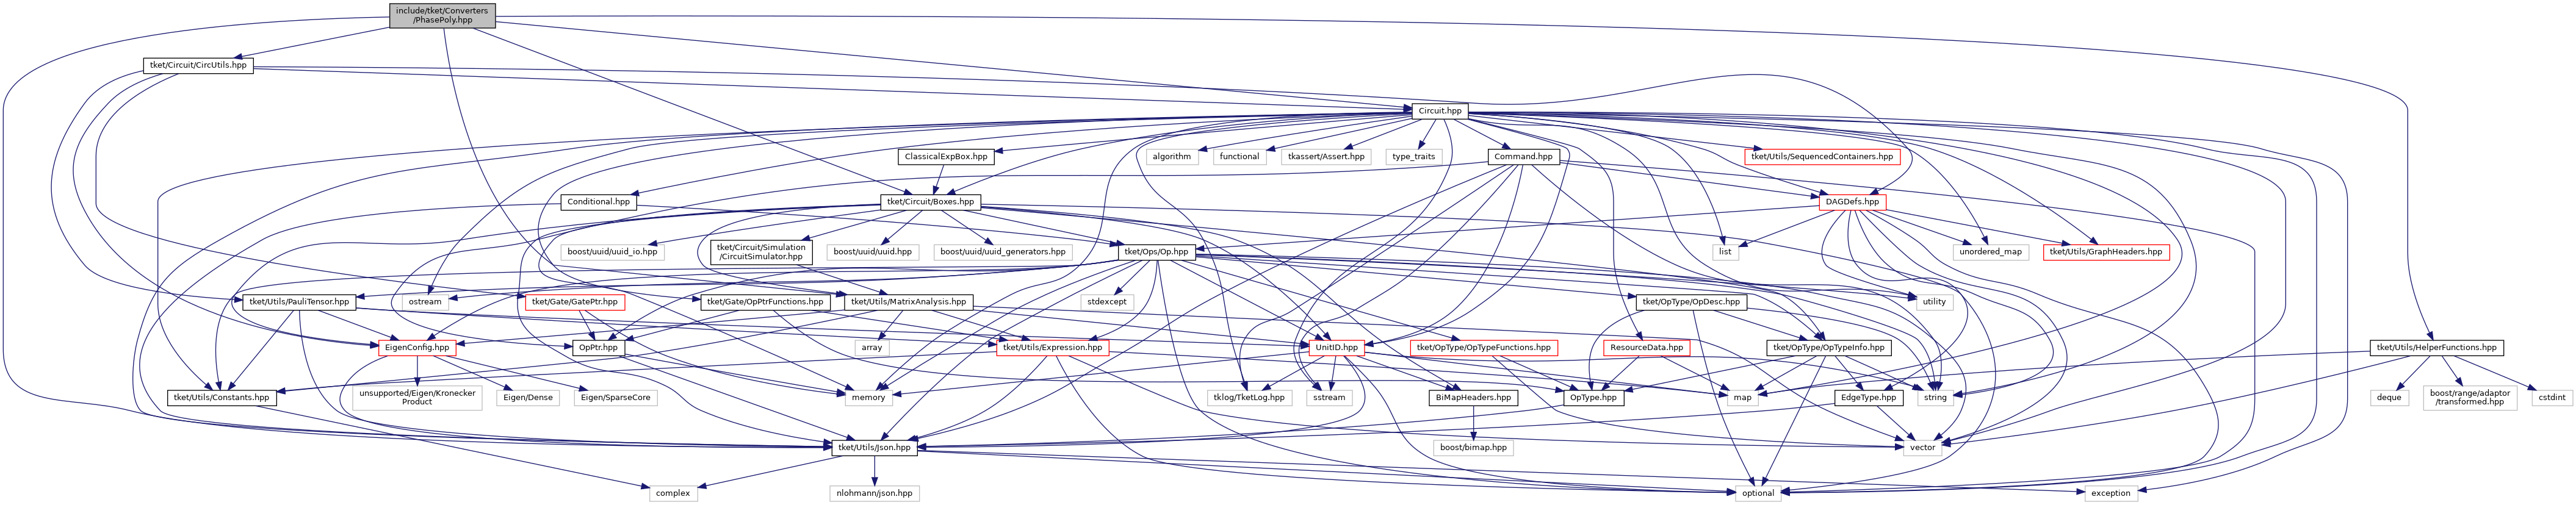 include/tket/Converters
/PhasePoly.hpp
tket/Circuit/CircUtils.hpp
Circuit.hpp
ClassicalExpBox.hpp
algorithm
functional
tkassert/Assert.hpp
type_traits
Command.hpp
tket/Utils/SequencedContainers.hpp
Conditional.hpp
tket/Circuit/Boxes.hpp
DAGDefs.hpp
boost/uuid/uuid_io.hpp
tket/Circuit/Simulation
/CircuitSimulator.hpp
boost/uuid/uuid.hpp
boost/uuid/uuid_generators.hpp
tket/Ops/Op.hpp
list
unordered_map
tket/Utils/GraphHeaders.hpp
tket/Utils/PauliTensor.hpp
ostream
tket/Gate/GatePtr.hpp
tket/Gate/OpPtrFunctions.hpp
tket/Utils/MatrixAnalysis.hpp
stdexcept
tket/OpType/OpDesc.hpp
utility
EigenConfig.hpp
OpPtr.hpp
array
tket/Utils/Expression.hpp
UnitID.hpp
tket/OpType/OpTypeFunctions.hpp
ResourceData.hpp
tket/OpType/OpTypeInfo.hpp
tket/Utils/HelperFunctions.hpp
tket/Utils/Constants.hpp
unsupported/Eigen/Kronecker
Product
Eigen/Dense
Eigen/SparseCore
memory
tklog/TketLog.hpp
sstream
BiMapHeaders.hpp
OpType.hpp
map
EdgeType.hpp
string
deque
boost/range/adaptor
/transformed.hpp
cstdint
tket/Utils/Json.hpp
boost/bimap.hpp
vector
complex
nlohmann/json.hpp
optional
exception